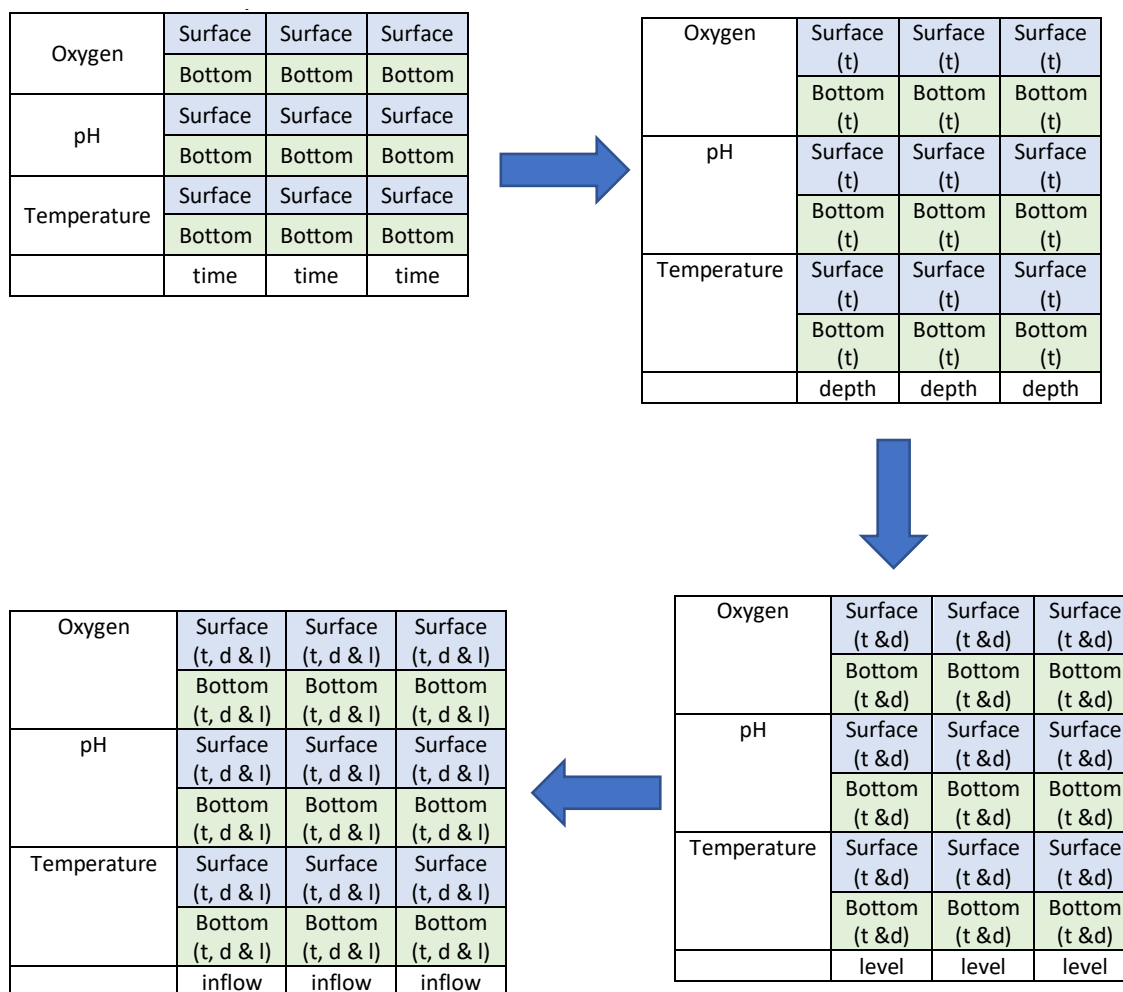 Oxygen Surface Surface Surface
Bottom Bottom Bottom
pH Surface Surface Surface
Bottom Bottom Bottom
Temperature Surface Surface Surface
Bottom Bottom Bottom
time time time
Oxygen Surface Surface Surface
(t) (t) (t)
Bottom Bottom Bottom
(t) (t) (t)
pH Surface Surface Surface
(t) (t) (t)
Bottom Bottom Bottom
(t) (t) (t)
Temperature Surface Surface Surface
(t) (t) (t)
Bottom Bottom Bottom
(t) (t) (t)
depth depth depth
Oxygen Surface Surface Surface
(t &d) (t &d) (t &d)
Bottom Bottom Bottom
(t &d) (t &d) (t &d)
pH Surface Surface Surface
(t &d) (t &d) (t &d)
Bottom Bottom Bottom
(t &d) (t &d) (t &d)
Temperature Surface Surface Surface
(t &d) (t &d) (t &d)
Bottom Bottom Bottom
(t &d) (t &d) (t &d)
level level level
Oxygen Surface Surface Surface
(t, d & l) (t, d & l) (t, d & l)
Bottom Bottom Bottom
(t, d & l) (t, d & l) (t, d & l)
pH Surface Surface Surface
(t, d & l) (t, d & l) (t, d & l)
Bottom Bottom Bottom
(t, d & l) (t, d & l) (t, d & l)
Temperature Surface Surface Surface
(t, d & l) (t, d & l) (t, d & l)
Bottom Bottom Bottom
(t, d & l) (t, d & l) (t, d & l)
inflow inflow inflow